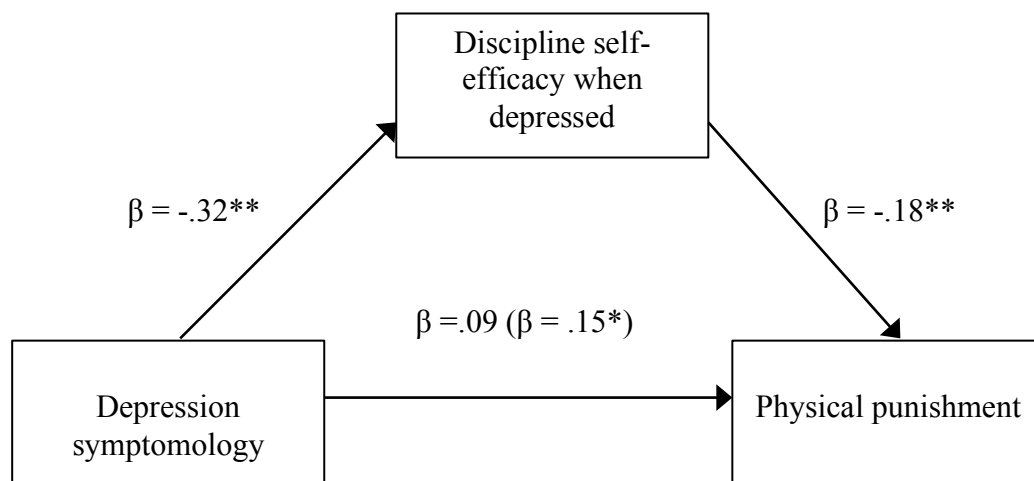 Discipline self-
efficacy when
depressed
β = -.32**
β = -.18**
β =.09 (β = .15*)
Depression
symptomology
Physical punishment